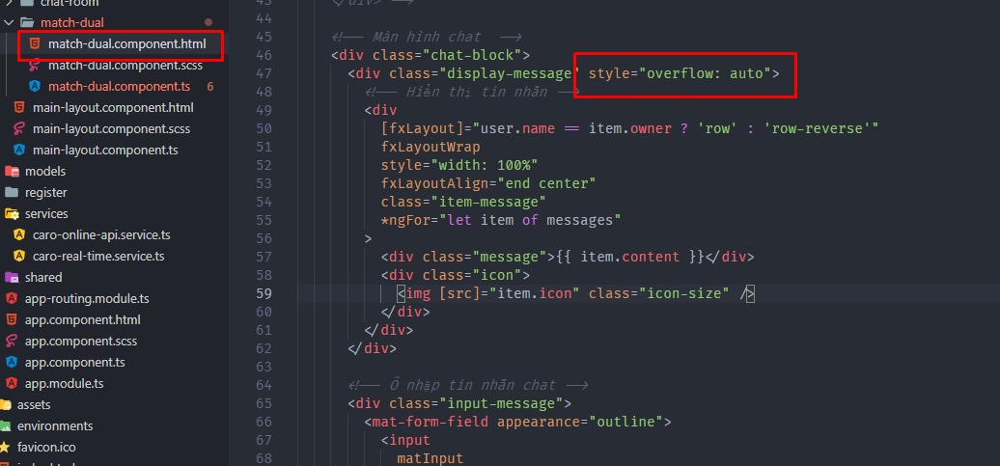 chat-room
match-dual
match-dual.component.html
match-dual.component.scss
match-dual.component.ts 6
main-layout.component.html
main-layout.component.scss
main-layout.component.ts
models
register
services
caro-online-api.service.ts
caro-real-time.service.ts
shared
app-routing.module.ts
app.component.html
app.component.scss
app.component.ts
app.module.ts
assets
environments
favicon.ico
43 </div> -->
44
45 <!-- Màn hình chat -->
46 <div class="chat-block">
47 <div class="display-message" style="overflow: auto">
48 <!-- Hiển thị tin nhắn -->
49 <div
50 [fxLayout]="user.name == item.owner ? 'row' : 'row-reverse'"
51 fxLayoutWrap
52 style="width: 100%"
53 fxLayoutAlign="end center"
54 class="item-message"
55 *ngFor="let item of messages"
56 >
57 <div class="message">{{ item.content }}</div>
58 <div class="icon">
59 <img [src]="item.icon" class="icon-size" />
60 </div>
61 </div>
62 </div>
63
64 <!-- Ô nhập tin nhắn chat -->
65 <div class="input-message">
66 <mat-form-field appearance="outline">
67 <input
68 matInput